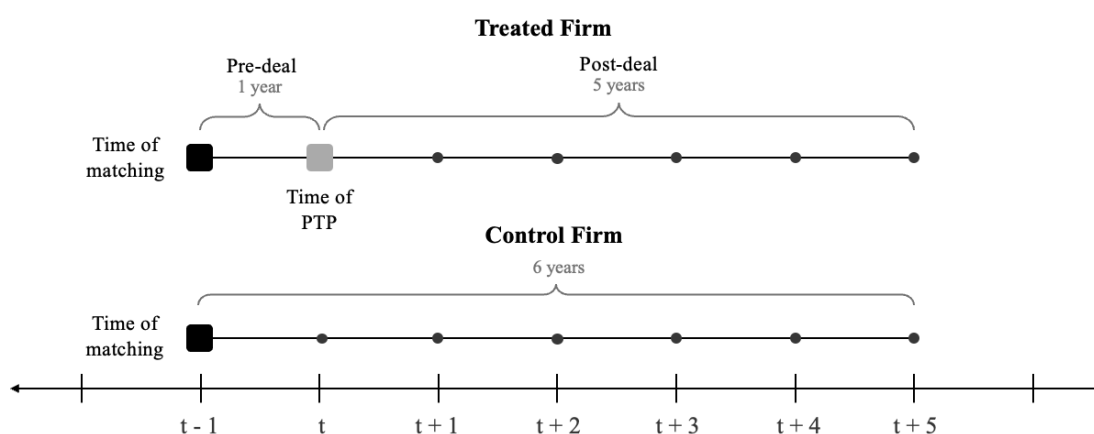 Treated Firm
Pre-deal
1 year
Post-deal
5 years
Time of
matching
Time of
PTP
Control Firm
6 years
Time of
matching
t - 1
t
t + 1
t + 2
t + 3
t + 4
t + 5